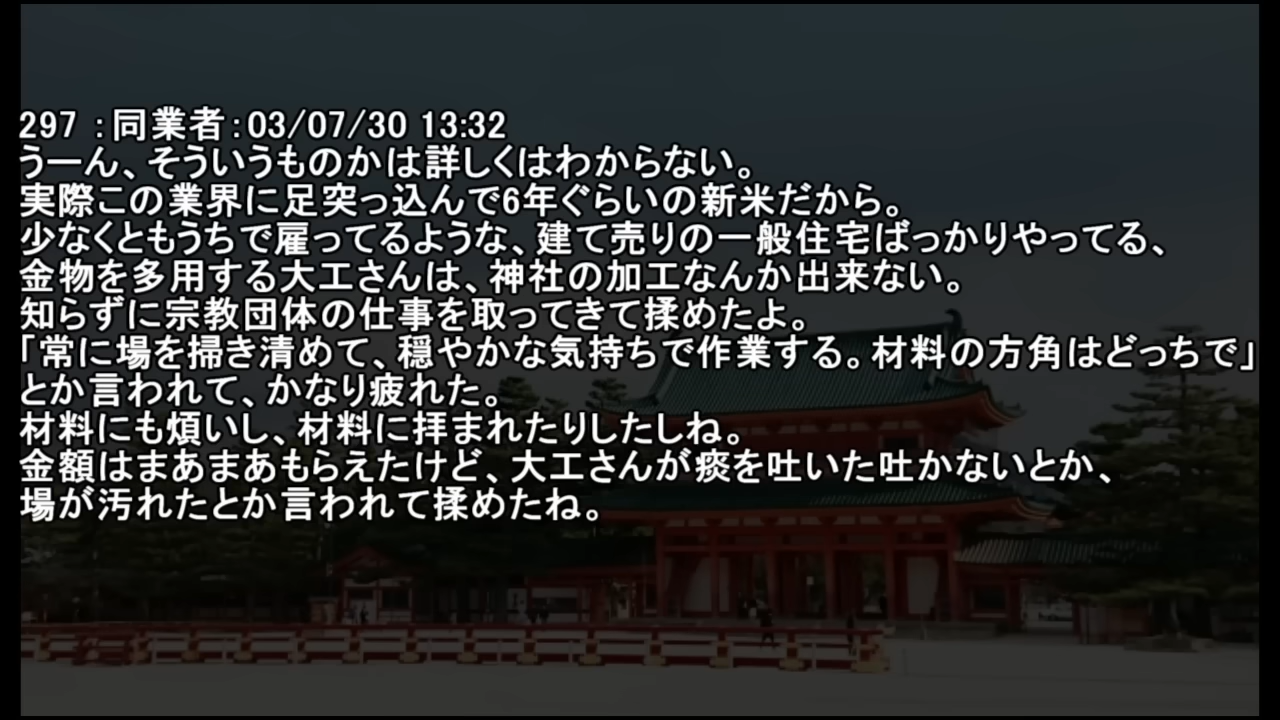 297 ：同業者：03/07/30 13:32
うーん、そういうものかは詳しくはわからない。
実際この業界に足突っ込んで6年ぐらいの新米だから。
少なくともうちで雇ってるような、建て売りの一般住宅ばっかりやってる、
金物を多用する大工さんは、神社の加工なんか出来ない。
知らずに宗教団体の仕事を取ってきて揉めたよ。
「常に場を掃き清めて、穏やかな気持ちで作業する。材料の方角はどっちで」
とか言われて、かなり疲れた。
材料にも煩いし、材料に拝まれたりしたしね。
金額はまあまあもらえたけど、大工さんが痰を吐いた吐かないとか、
場が汚れたとか言われて揉めたね。